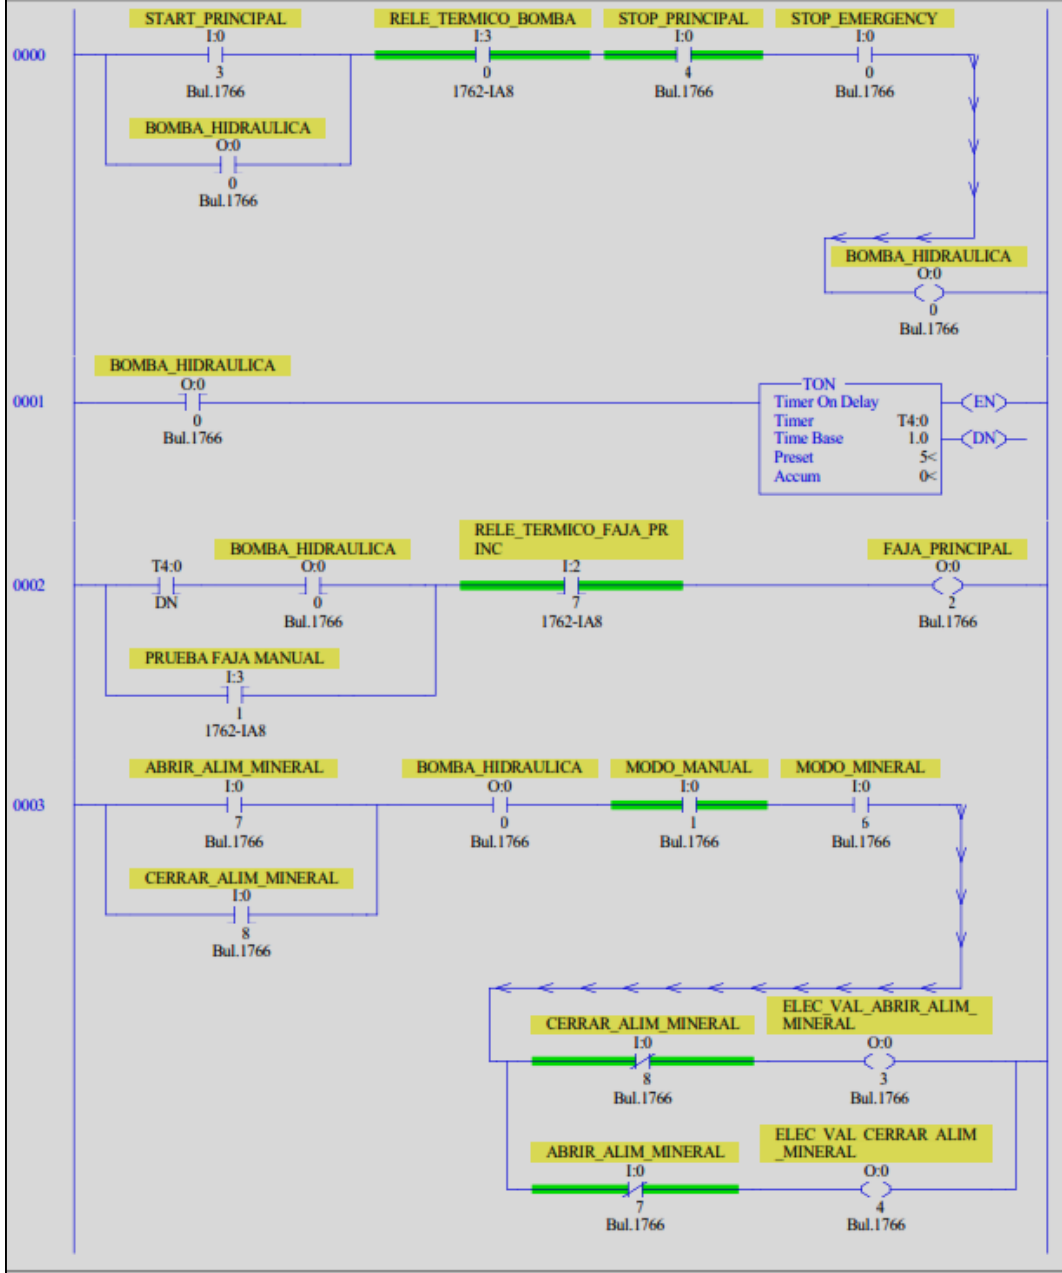 START_PRINCIPAL RELE_TERMICO_BOMBA STOP_PRINCIPAL STOP_EMERGENCY
I:0 I:3 I:0 I:0
0000
3 0 4 0
Bul.1766 1762-IA8 Bul.1766 Bul.1766
BOMBA_HIDRAULICA
O:0
0
Bul.1766
BOMBA_HIDRAULICA
O:0
0
Bul.1766
BOMBA_HIDRAULICA
O:0
0001
0
Bul.1766
TON
Timer On Delay
Timer T4:0
Time Base 1.0
Preset 5<
Accum 0<
EN
DN
RELE_TERMICO_FAJA_PR
INC
BOMBA_HIDRAULICA FAJA_PRINCIPAL
T4:0 O:0 I:2 O:0
0002
DN 0 7 2
Bul.1766 1762-IA8 Bul.1766
PRUEBA FAJA MANUAL
I:3
1
1762-IA8
ABRIR_ALIM_MINERAL BOMBA_HIDRAULICA MODO_MANUAL MODO_MINERAL
I:0 O:0 I:0 I:0
0003
7 0 1 6
Bul.1766 Bul.1766 Bul.1766 Bul.1766
CERRAR_ALIM_MINERAL
I:0
8
Bul.1766
ELEC_VAL_ABRIR_ALIM_
CERRAR_ALIM_MINERAL MINERAL
I:0 O:0
8 3
Bul.1766 Bul.1766
ELEC_VAL_CERRAR_ALIM
ABRIR_ALIM_MINERAL _MINERAL
I:0 O:0
7 4
Bul.1766 Bul.1766